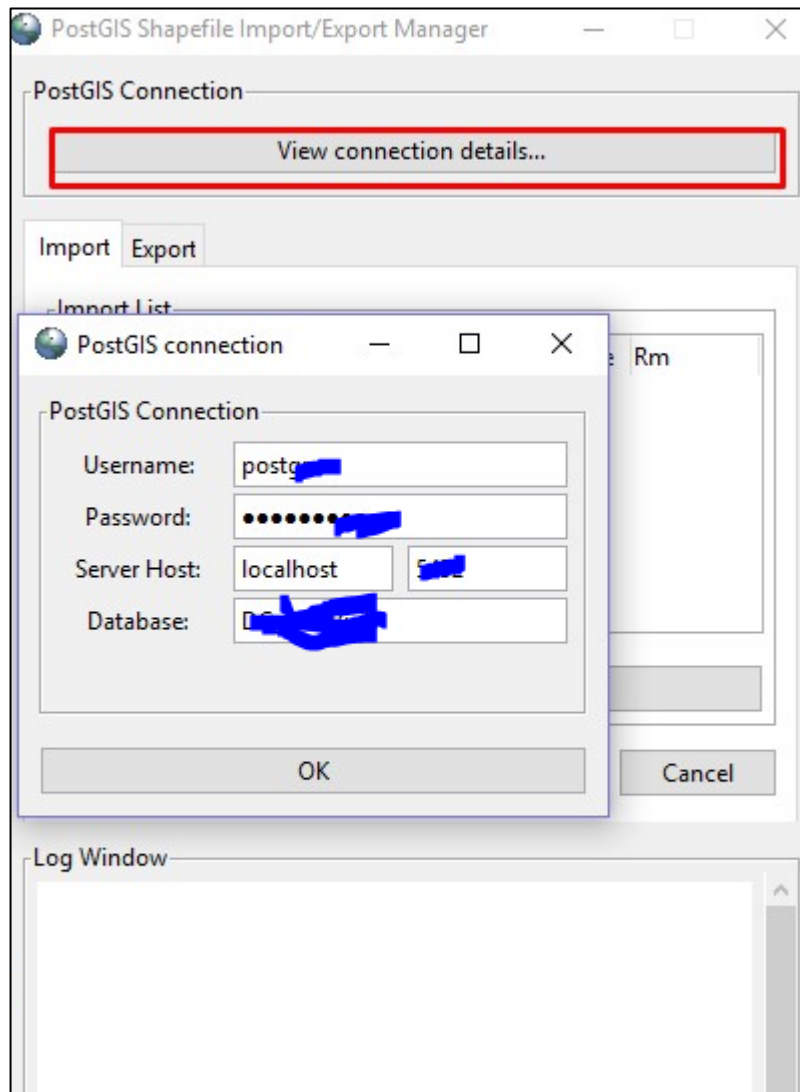 PostGIS Shapefile Import/Export Manager
PostGIS Connection
View connection details...
Import Export
Import List
Rm
PostGIS connection
PostGIS Connection
Username:
Password: ••••••••
Server Host: localhost
Database:
OK
Cancel
Log Window